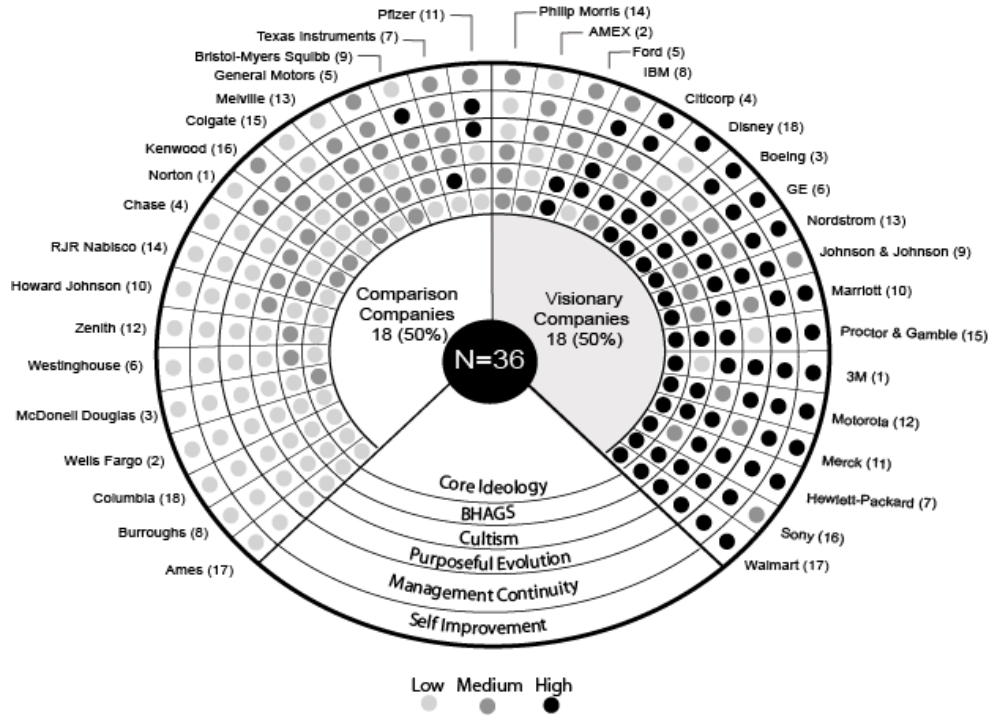 Pfizer (11)
Philip Morris (14)
Texas Instruments (7)
AMEX (2)
Bristol-Myers Squibb (9)
Ford (5)
General Motors (5)
IBM (8)
Melville (13)
Citicorp (4)
Colgate (15)
Disney (18)
Kenwood (16)
Boeing (3)
Norton (1)
GE (6)
Chase (4)
Nordstrom (13)
RJR Nabisco (14)
Johnson & Johnson (9)
Howard Johnson (10)
Marriott (10)
Zenith (12)
Proctor & Gamble (15)
Westinghouse (6)
3M (1)
McDonell Douglas (3)
Motorola (12)
Wells Fargo (2)
Merck (11)
Columbia (18)
Hewlett-Packard (7)
Burroughs (8)
Sony (16)
Ames (17)
Walmart (17)
Comparison
Companies
18 (50%)
Visionary
Companies
18 (50%)
N=36
Core Ideology
BHAGS
Cultism
Purposeful Evolution
Management Continuity
Self Improvement
Low Medium High